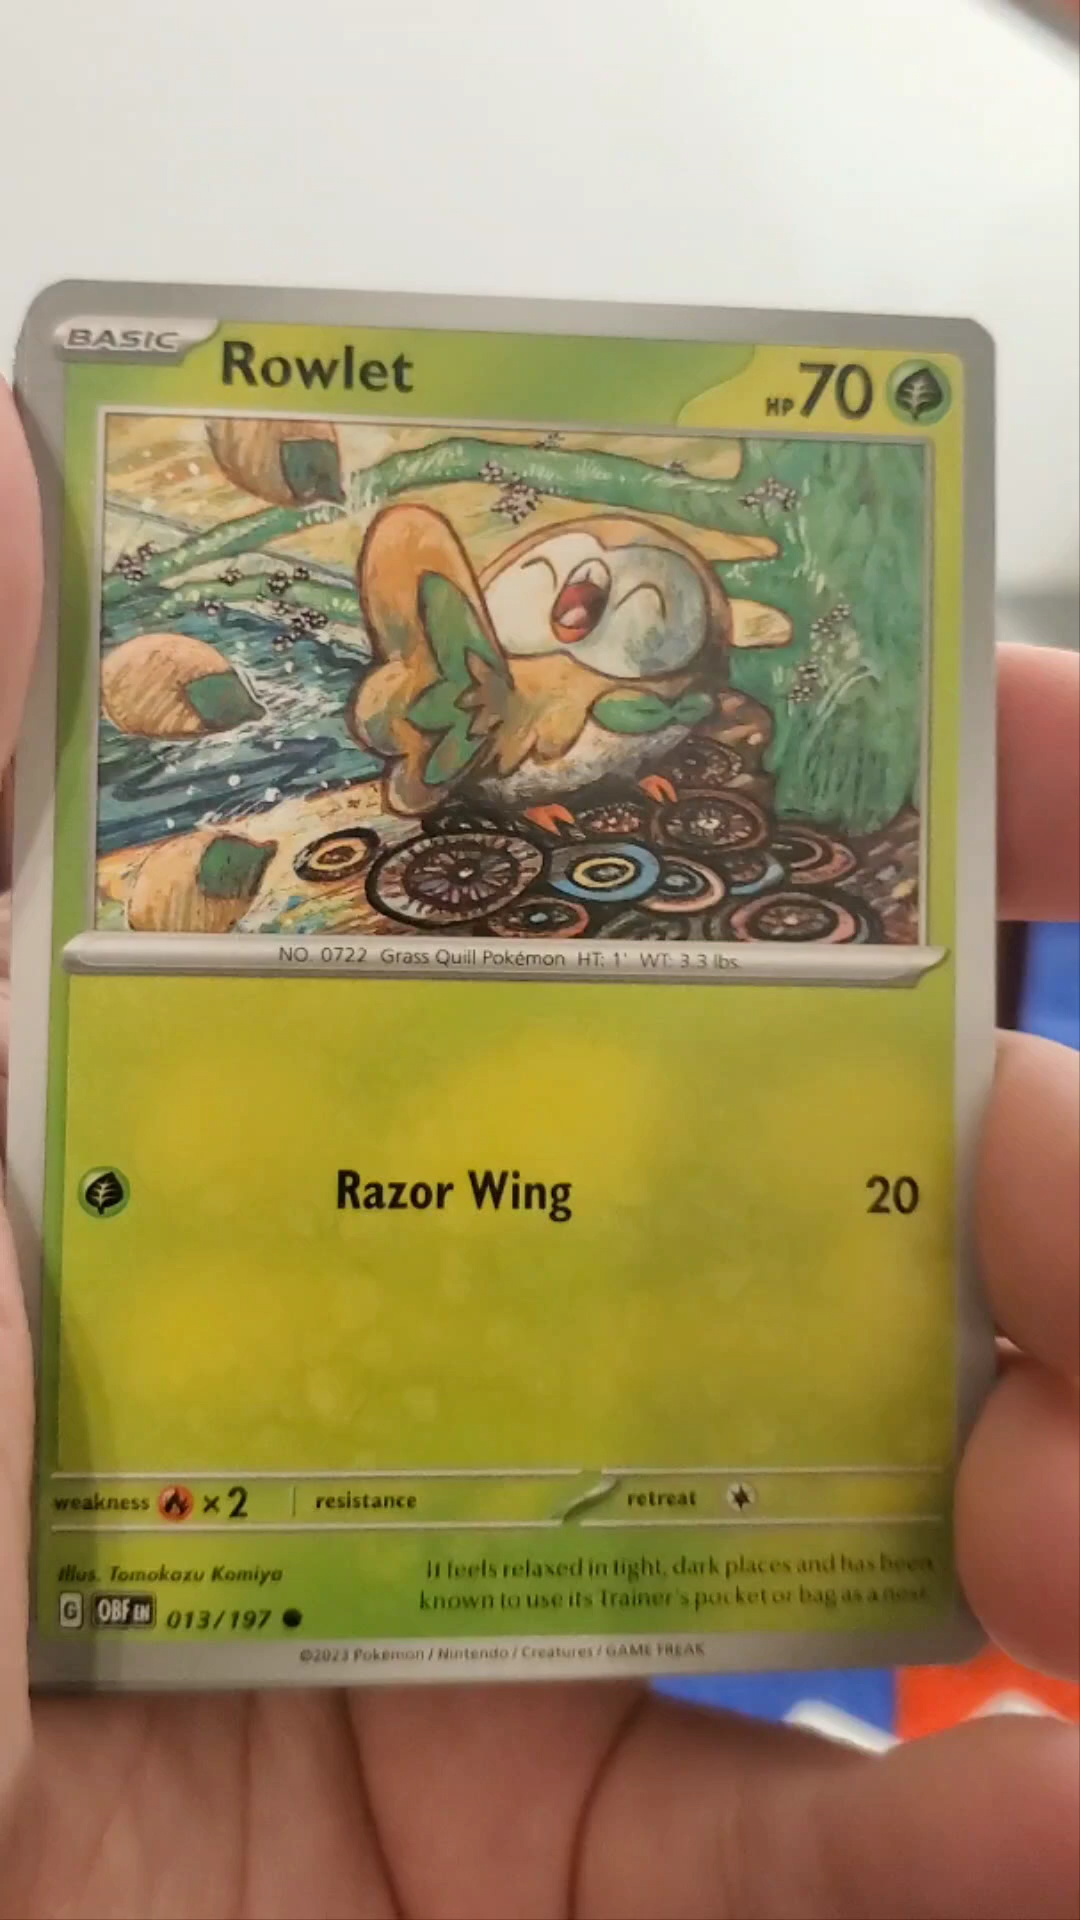 BASIC Rowlet HP 70
NO. 0722 Grass Quill Pokémon HT: 1' WT: 3.3 lbs.
Razor Wing 20
weakness ×2 resistance retreat
Illus. Tomokazu Komiya
It feels relaxed in tight, dark places and has been
known to use its Trainer's pocket or bag as a nest.
G OBF EN 013/197
©2023 Pokémon / Nintendo / Creatures / GAME FREAK